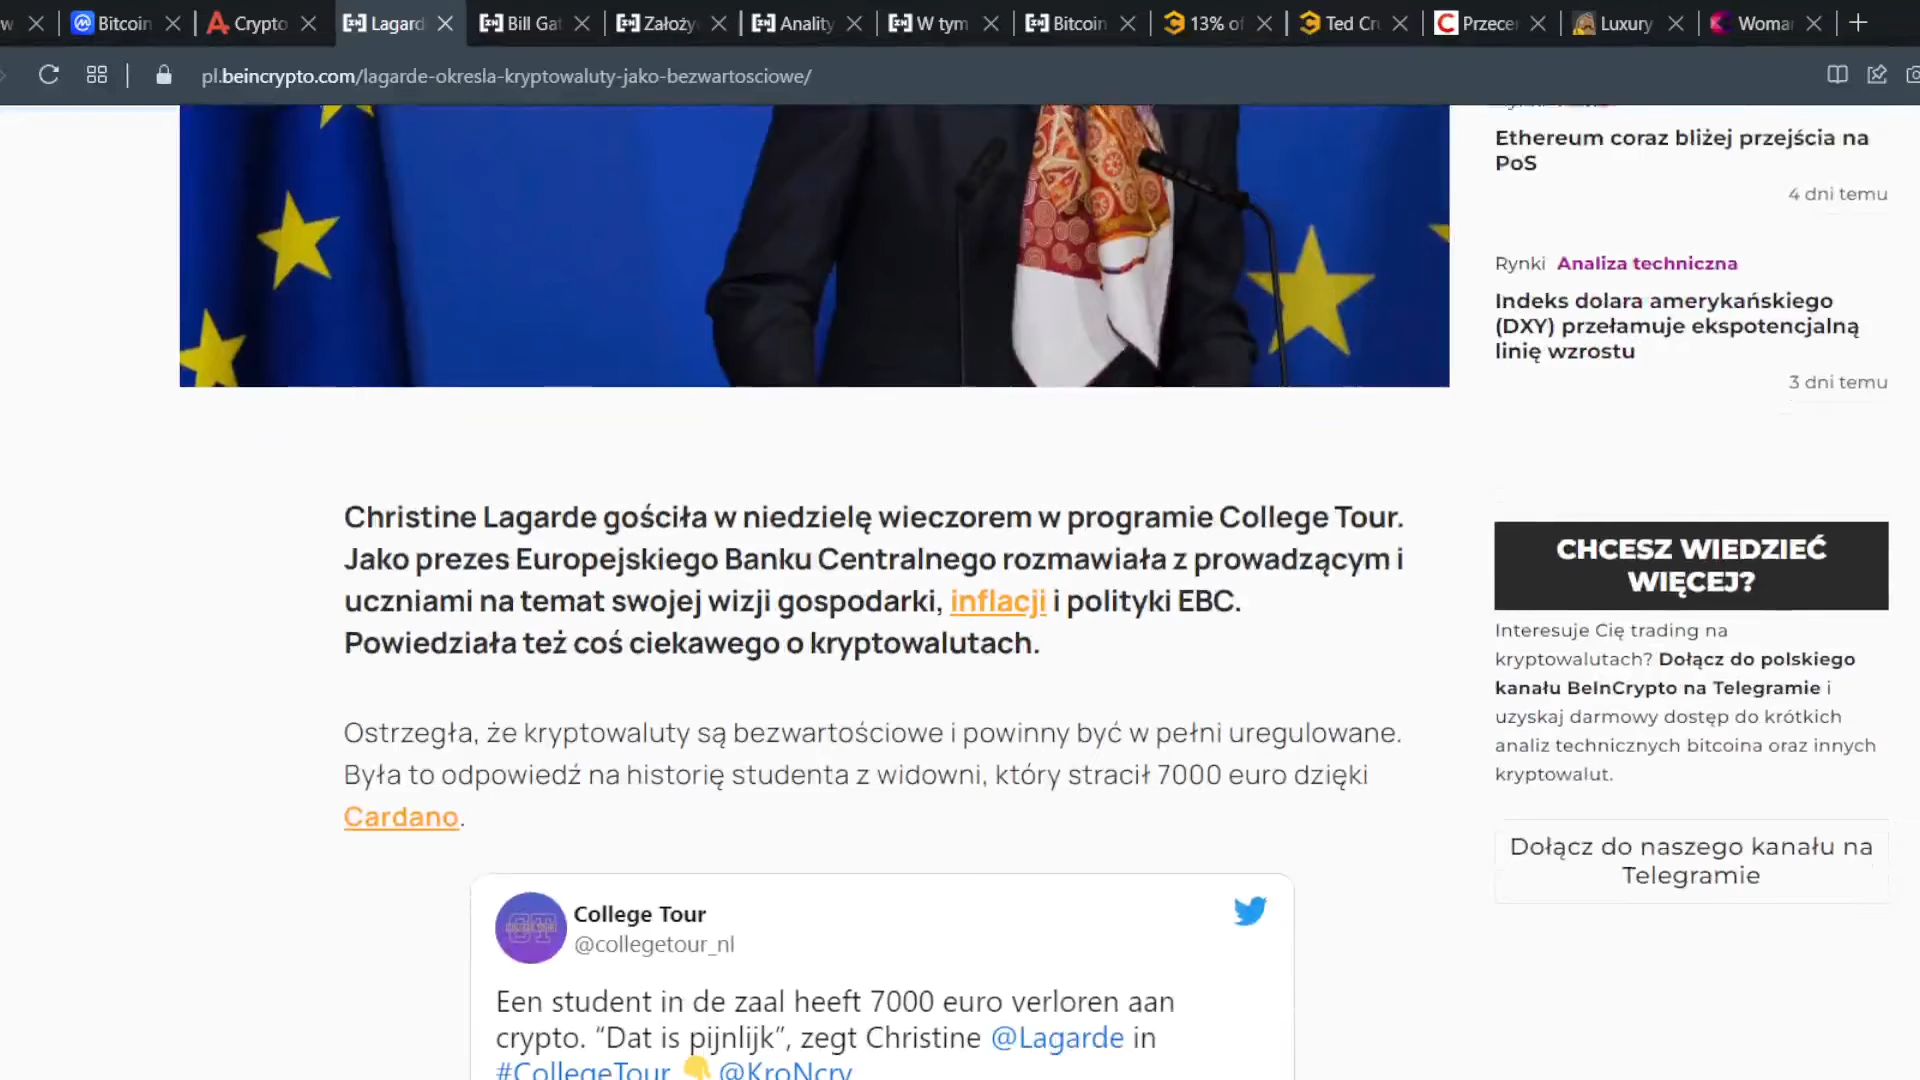 Bitcoin
Crypto
Lagard
Bill Gat
Założy
Anality
W tym
Bitcoin
13% of
Ted Cru
Przecen
Luxury
Woman
pl.beincrypto.com/lagarde-okresla-kryptowaluty-jako-bezwartosciowe/
Ethereum coraz bliżej przejścia na
PoS
4 dni temu
Rynki Analiza techniczna
Indeks dolara amerykańskiego
(DXY) przełamuje ekspotencjalną
linię wzrostu
3 dni temu
Christine Lagarde gościła w niedzielę wieczorem w programie College Tour.
Jako prezes Europejskiego Banku Centralnego rozmawiała z prowadzącym i
uczniami na temat swojej wizji gospodarki, inflacji i polityki EBC.
Powiedziała też coś ciekawego o kryptowalutach.
Ostrzegła, że kryptowaluty są bezwartościowe i powinny być w pełni uregulowane.
Była to odpowiedź na historię studenta z widowni, który stracił 7000 euro dzięki
Cardano.
CHCESZ WIEDZIEĆ
WIĘCEJ?
Interesuje Cię trading na
kryptowalutach? Dołącz do polskiego
kanału BeInCrypto na Telegramie i
uzyskaj darmowy dostęp do krótkich
analiz technicznych bitcoina oraz innych
kryptowalut.
Dołącz do naszego kanału na
Telegramie
College Tour
@collegetour_nl
Een student in de zaal heeft 7000 euro verloren aan
crypto. “Dat is pijnlijk”, zegt Christine @Lagarde in
#CollegeTour 👇 @KroNcrv